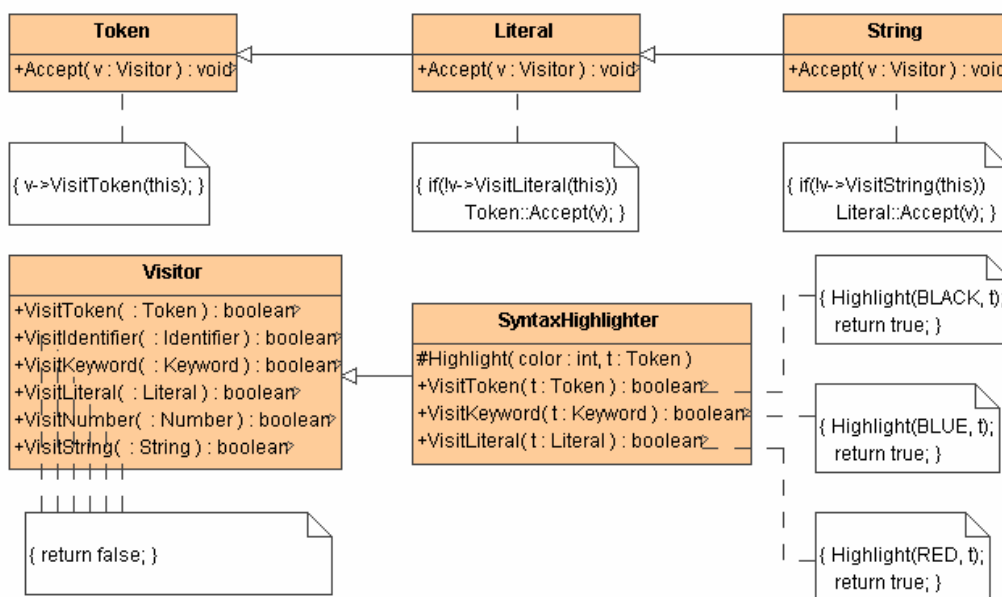 Token
+Accept( v : Visitor ) : void
Literal
+Accept( v : Visitor ) : void
String
+Accept( v : Visitor ) : void
{ v->VisitToken(this); }
{ if(!v->VisitLiteral(this))
Token::Accept(v); }
{ if(!v->VisitString(this))
Literal::Accept(v); }
Visitor
+VisitToken( : Token ) : boolean
+VisitIdentifier( : Identifier ) : boolean
+VisitKeyword( : Keyword ) : boolean
+VisitLiteral( : Literal ) : boolean
+VisitNumber( : Number ) : boolean
+VisitString( : String ) : boolean
SyntaxHighlighter
#Highlight( color : int, t : Token )
+VisitToken( t : Token ) : boolean
+VisitKeyword( t : Keyword ) : boolean
+VisitLiteral( t : Literal ) : boolean
{ Highlight(BLACK, t);
return true; }
{ Highlight(BLUE, t);
return true; }
{ Highlight(RED, t);
return true; }
{ return false; }